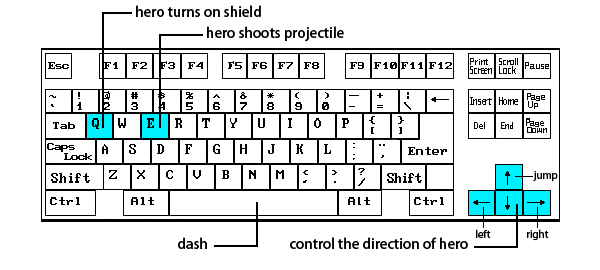 hero turns on shield
hero shoots projectile
Esc F1 F2 F3 F4 F5 F6 F7 F8 F9 F10 F11 F12 Print Screen Scroll Lock Pause
~ ` ! 1 @ 2 # 3 $ 4 % 5 ^ 6 & 7 * 8 ( 9 ) 0 — - + = | \ ← Insert Home Page Up
Tab Q W E R T Y U I O P { [ } ] Del End Page Down
Caps Lock A S D F G H J K L : ; " , Enter
Shift Z X C V B N M < , > . ? / Shift ↑ jump
Ctrl Alt Alt Ctrl ← ↓ →
left right
dash control the direction of hero